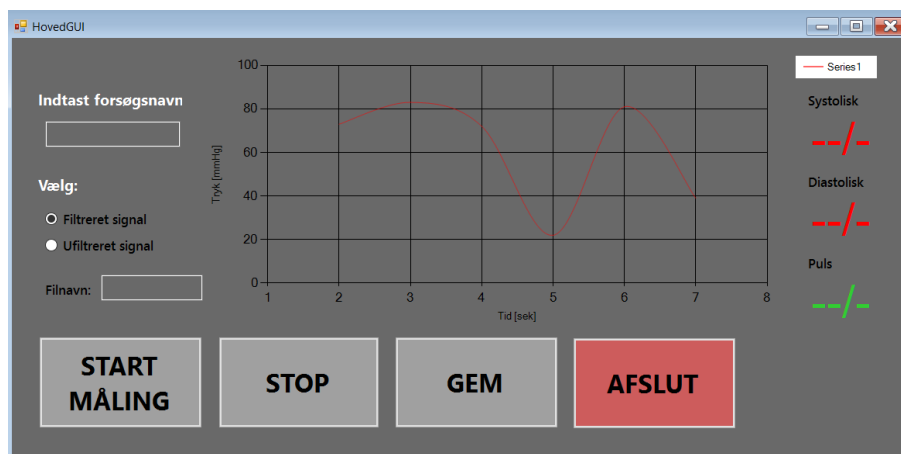 HovedGUI
Indtast forsøgsnavn
Vælg:
Filtreret signal
Ufiltreret signal
Filnavn:
Tryk [mmHg]
100
80
60
40
20
0
1 2 3 4 5 6 7 8
Tid [sek]
Series1
Systolisk
--/-
Diastolisk
--/-
Puls
--/-
START
MÅLING
STOP
GEM
AFSLUT